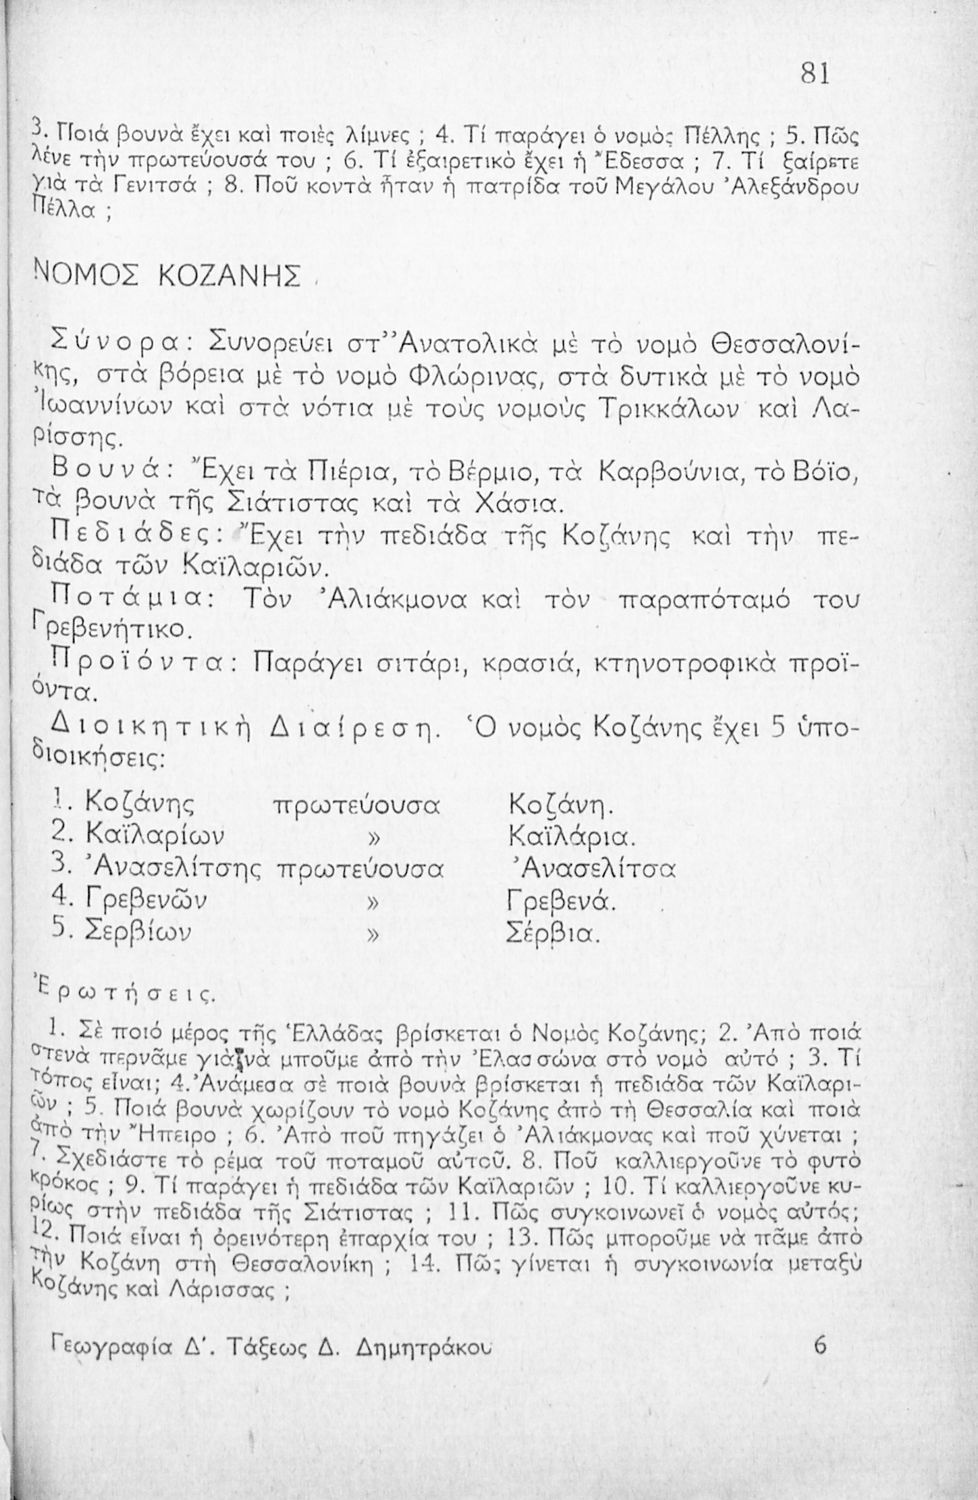 81
3. Ποιά βουνὰ ἔχει καὶ ποιὲς λίμνες ; 4. Τί παράγει ὁ νομὸς Πέλλης ; 5. Πῶς
λένε τὴν πρωτεύουσά του ; 6. Τί ἐξαιρετικὸ ἔχει ἡ Ἔδεσσα ; 7. Τί ξαίρετε
γιὰ τὰ Γενιτσά ; 8. Ποῦ κοντὰ ἦταν ἡ πατρίδα τοῦ Μεγάλου Ἀλεξάνδρου
Πέλλα ;
ΝΟΜΟΣ ΚΟΖΑΝΗΣ
Σύνορα: Συνορεύει στ’’Ανατολικὰ μὲ τὸ νομὸ Θεσσαλονί-
κης, στὰ βόρεια μὲ τὸ νομὸ Φλώρινας, στὰ δυτικὰ μὲ τὸ νομὸ
Ἰωαννίνων καὶ στὰ νότια μὲ τοὺς νομοὺς Τρικκάλων καὶ Λα-
ρίσσης.
Βουνά: Ἔχει τὰ Πιέρια, τὸ Βέρμιο, τὰ Καρβούνια, τὸ Βόϊο,
τὰ βουνὰ τῆς Σιάτιστας καὶ τὰ Χάσια.
Πεδιάδες: Ἔχει τὴν πεδιάδα τῆς Κοζάνης καὶ τὴν πε-
διάδα τῶν Καϊλαριῶν.
Ποτάμια: Τὸν Ἀλιάκμονα καὶ τὸν παραπόταμό του
Γρεβενήτικο.
Προϊόντα: Παράγει σιτάρι, κρασιά, κτηνοτροφικὰ προϊ-
όντα.
Διοικητικὴ Διαίρεση. Ὁ νομὸς Κοζάνης ἔχει 5 ὑπο-
διοικήσεις:
1. Κοζάνης πρωτεύουσα Κοζάνη.
2. Καϊλαρίων » Καϊλάρια.
3. Ἀνασελίτσης πρωτεύουσα Ἀνασελίτσα
4. Γρεβενῶν » Γρεβενά.
5. Σερβίων » Σέρβια.
Ἐρωτήσεις.
1. Σὲ ποιό μέρος τῆς Ἑλλάδας βρίσκεται ὁ Νομὸς Κοζάνης; 2. Ἀπὸ ποιά
στενὰ περνᾶμε γιὰ νὰ μποῦμε ἀπὸ τὴν Ἐλασσώνα στὸ νομὸ αὐτό ; 3. Τί
τόπος εἶναι; 4. Ἀνάμεσα σὲ ποιὰ βουνὰ βρίσκεται ἡ πεδιάδα τῶν Καϊλαρι-
ῶν ; 5. Ποιά βουνὰ χωρίζουν τὸ νομὸ Κοζάνης ἀπὸ τὴ Θεσσαλία καὶ ποιὰ
ἀπὸ τὴν Ἤπειρο ; 6. Ἀπὸ ποῦ πηγάζει ὁ Ἀλιάκμονας καὶ ποῦ χύνεται ;
7. Σχεδιάστε τὸ ρέμα τοῦ ποταμοῦ αὐτοῦ. 8. Ποῦ καλλιεργοῦνε τὸ φυτὸ
κρόκος ; 9. Τί παράγει ἡ πεδιάδα τῶν Καϊλαριῶν ; 10. Τί καλλιεργοῦνε κυ-
ρίως στὴν πεδιάδα τῆς Σιάτιστας ; 11. Πῶς συγκοινωνεῖ ὁ νομὸς αὐτός;
12. Ποιά εἶναι ἡ ὀρεινότερη ἐπαρχία του ; 13. Πῶς μποροῦμε νὰ πᾶμε ἀπὸ
τὴν Κοζάνη στὴ Θεσσαλονίκη ; 14. Πῶς γίνεται ἡ συγκοινωνία μεταξὺ
Κοζάνης καὶ Λάρισσας ;
Γεωγραφία Δ΄. Τάξεως Δ. Δημητράκου 6